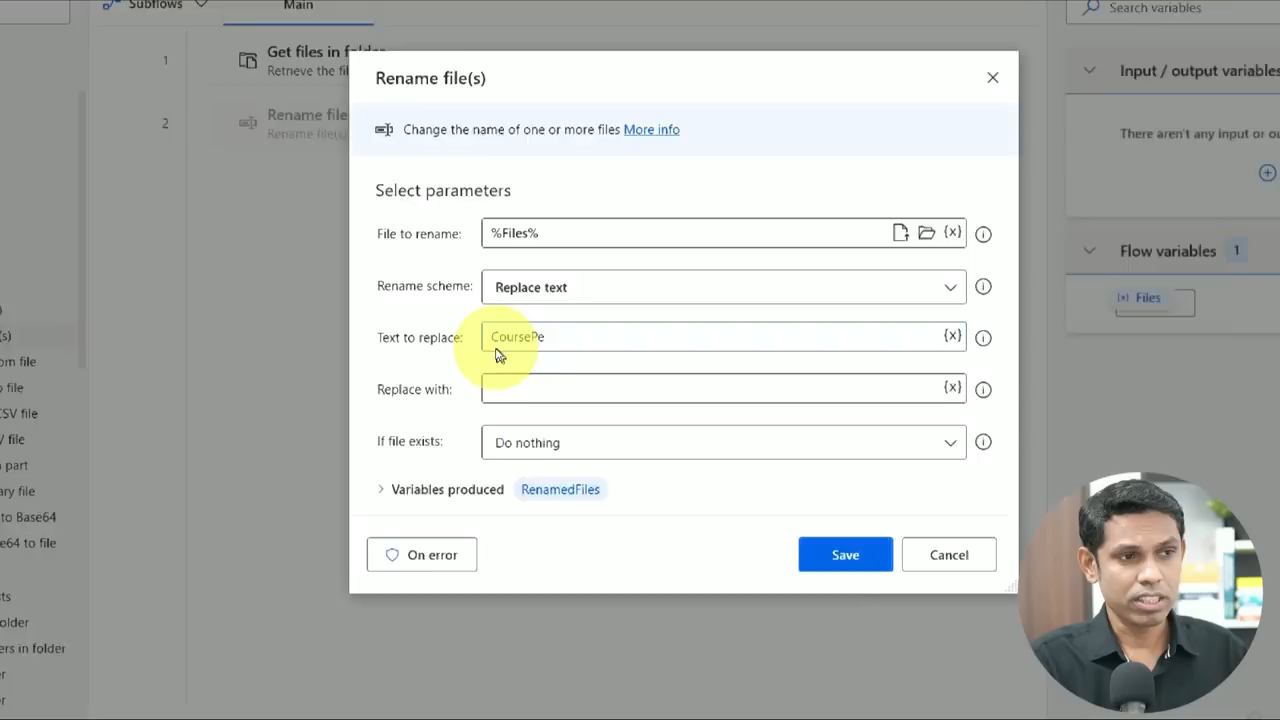 Subflows
Main
Search variables
1
Get files in folder
Retrieve the fil
2
Rename file
Rename file(s)
Rename file(s)
Change the name of one or more files More info
Select parameters
File to rename: %Files% {x}
Rename scheme: Replace text
Text to replace: CoursePe {x}
Replace with: {x}
If file exists: Do nothing
Variables produced RenamedFiles
On error
Save
Cancel
Input / output variables
There aren't any input or ou
Flow variables 1
{x} Files
)
(s)
om file
o file
CSV file
V file
n part
ary file
to Base64
e64 to file
ts
older
ers in folder
er
er